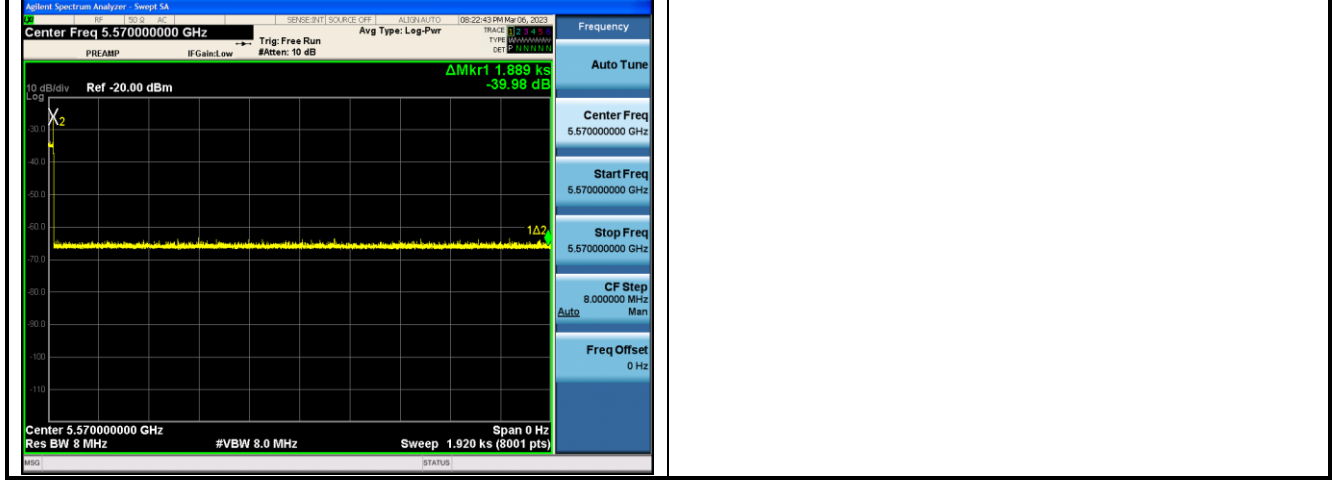 Agilent Spectrum Analyzer - Swept SA
RF 50 Ω AC SENSE:INT SOURCE OFF ALIGN AUTO 08:22:43 PM Mar 06, 2023
Center Freq 5.570000000 GHz
Avg Type: Log-Pwr
TRACE 1 2 3 4 5 6
TYPE
DET P N N N N N
PREAMP IFGain:Low Trig: Free Run
#Atten: 10 dB
ΔMkr1 1.889 ks
-39.98 dB
10 dB/div Ref -20.00 dBm
Log
2
-30.0
-40.0
-50.0
-60.0
1Δ2
-70.0
-80.0
-90.0
-100
-110
Center 5.570000000 GHz Span 0 Hz
Res BW 8 MHz #VBW 8.0 MHz Sweep 1.920 ks (8001 pts)
MSG STATUS
Frequency
Auto Tune
Center Freq
5.570000000 GHz
Start Freq
5.570000000 GHz
Stop Freq
5.570000000 GHz
CF Step
8.000000 MHz
Auto Man
Freq Offset
0 Hz